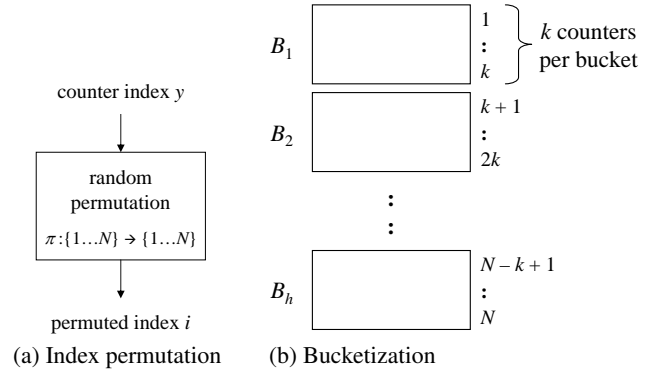 counter index y
random
permutation
π:{1…N} → {1…N}
permuted index i
(a) Index permutation
B1
1
:
k
k counters
per bucket
B2
k + 1
:
2k
:
:
Bh
N – k + 1
:
N
(b) Bucketization